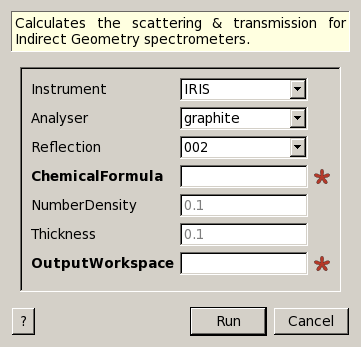 Calculates the scattering & transmission for
Indirect Geometry spectrometers.
Instrument IRIS
Analyser graphite
Reflection 002
ChemicalFormula *
NumberDensity 0.1
Thickness 0.1
OutputWorkspace *
? Run Cancel